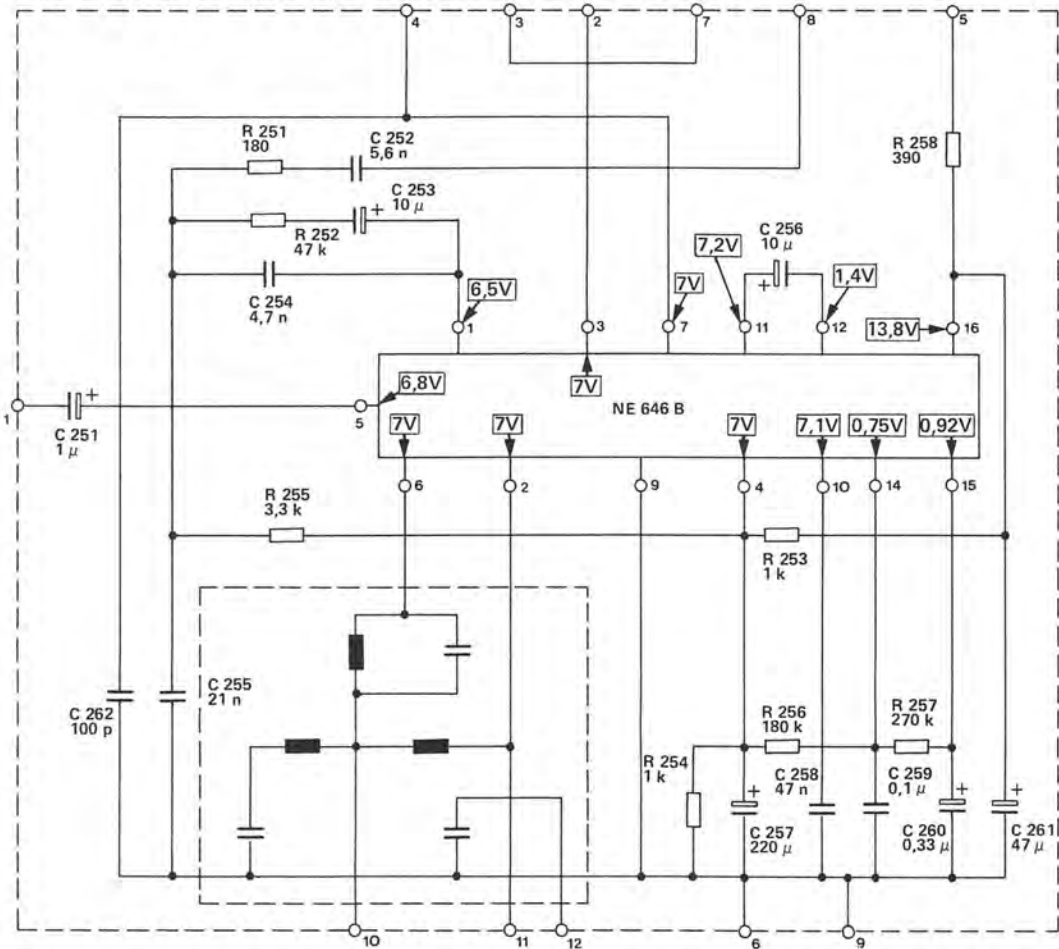 4
3
2
7
8
5
R 251
180
C 252
5,6 n
R 258
390
C 253
10 µ
+
R 252
47 k
C 256
10 µ
+
C 254
4,7 n
6,5V
7V
7,2V
1,4V
13,8V
1
3
7
11
12
16
7V
6,8V
NE 646 B
1
C 251
1 µ
+
5
7V
7V
7V
7,1V
0,75V
0,92V
6
2
9
4
10
14
15
R 255
3,3 k
R 253
1 k
C 262
100 p
C 255
21 n
R 254
1 k
R 256
180 k
R 257
270 k
C 258
47 n
C 259
0,1 µ
+
C 257
220 µ
+
C 260
0,33 µ
+
C 261
47 µ
10
11
12
6
9